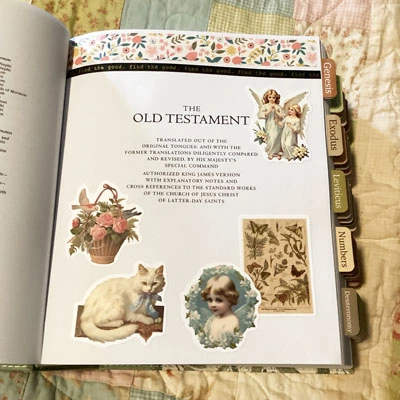 find the good. find the good. find the good. find the good. find the good.
THE
OLD TESTAMENT
TRANSLATED OUT OF THE
ORIGINAL TONGUES: AND WITH THE
FORMER TRANSLATIONS DILIGENTLY COMPARED
AND REVISED, BY HIS MAJESTY'S
SPECIAL COMMAND
AUTHORIZED KING JAMES VERSION
WITH EXPLANATORY NOTES AND
CROSS REFERENCES TO THE STANDARD WORKS
OF THE CHURCH OF JESUS CHRIST
OF LATTER-DAY SAINTS
Genesis
Exodus
Leviticus
Numbers
Deuteronomy